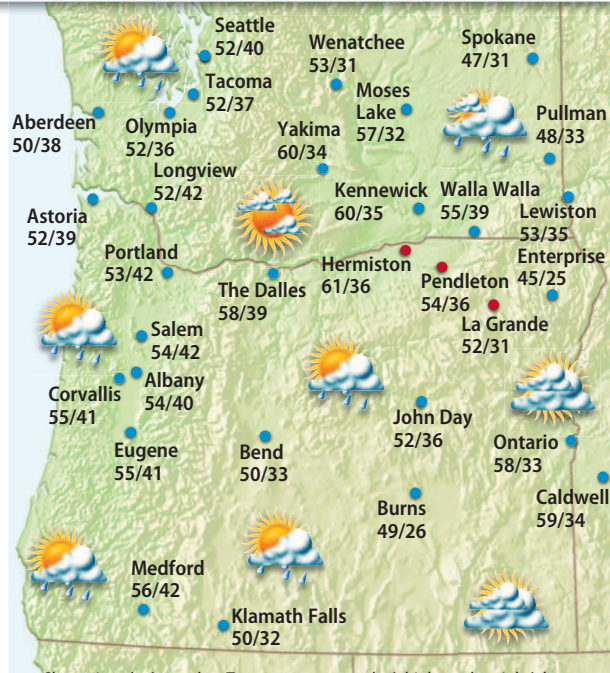 Seattle
52/40
Wenatchee
53/31
Spokane
47/31
Tacoma
52/37
Moses
Lake
57/32
Aberdeen
50/38
Olympia
52/36
Yakima
60/34
Pullman
48/33
Longview
52/42
Kennewick
60/35
Walla Walla
55/39
Lewiston
53/35
Astoria
52/39
Portland
53/42
The Dalles
58/39
Hermiston
61/36
Pendleton
54/36
Enterprise
45/25
La Grande
52/31
Salem
54/42
Corvallis
55/41
Albany
54/40
John Day
52/36
Eugene
55/41
Bend
50/33
Ontario
58/33
Burns
49/26
Caldwell
59/34
Medford
56/42
Klamath Falls
50/32